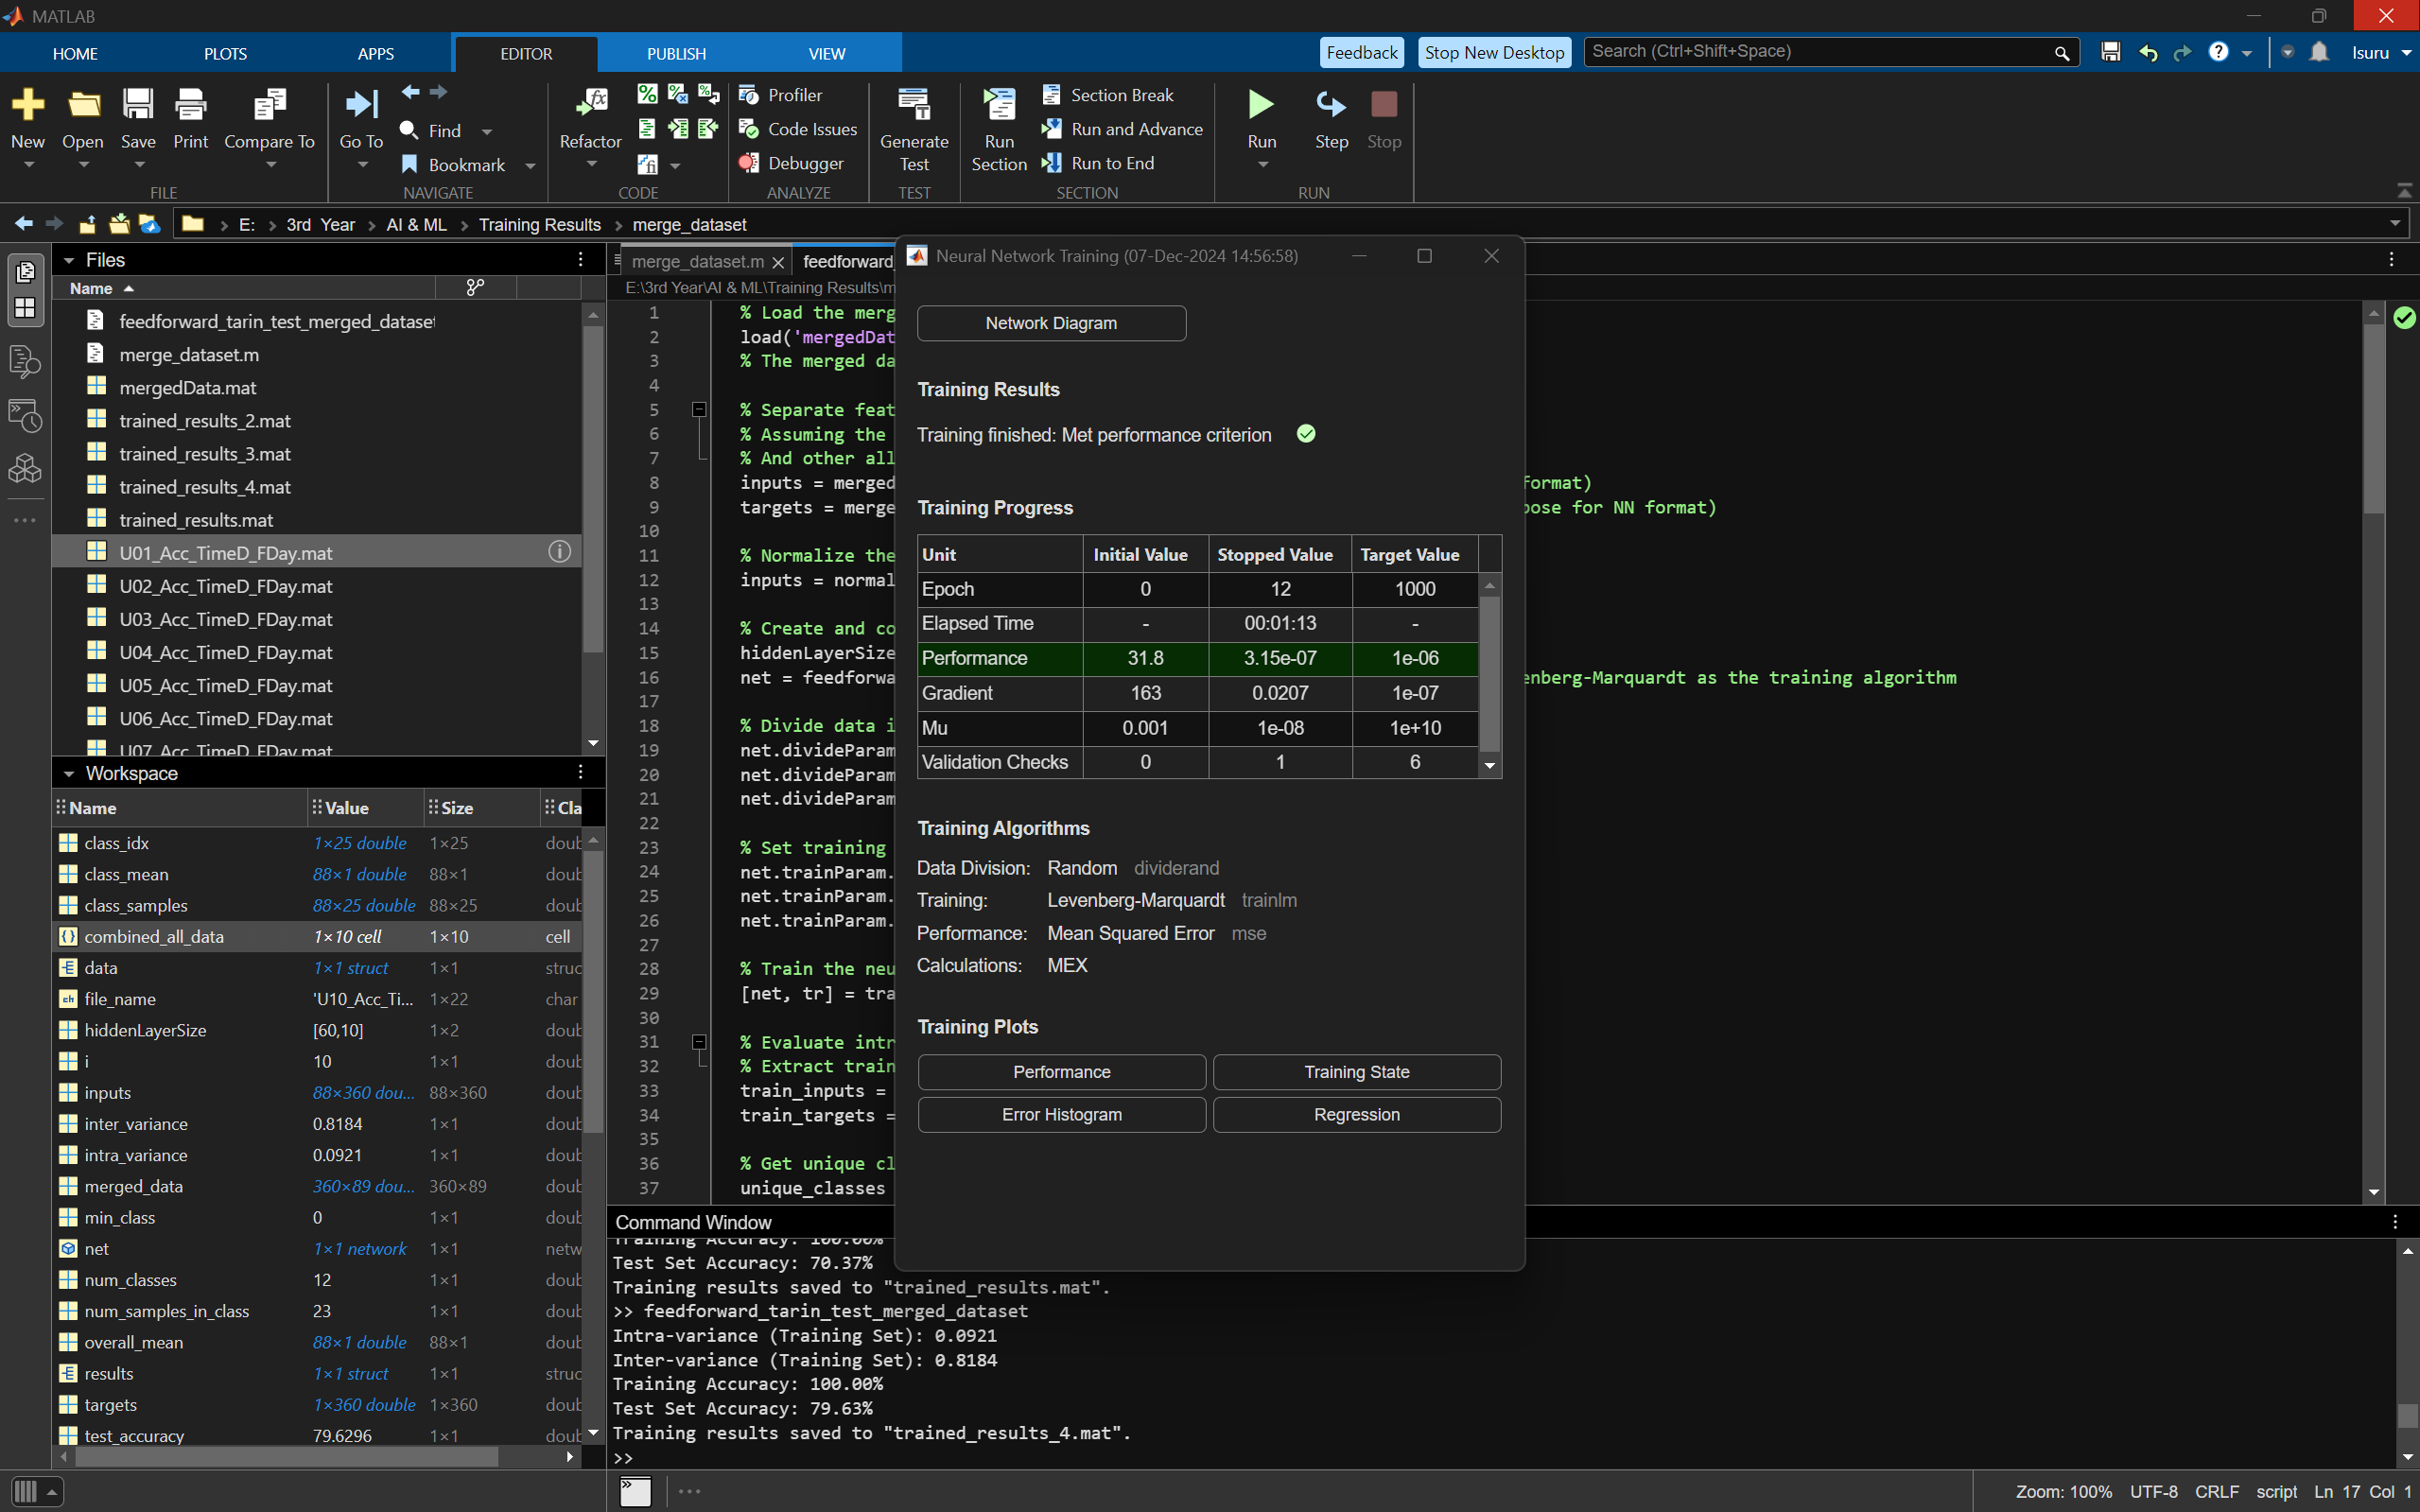 MATLAB
HOME PLOTS APPS EDITOR PUBLISH VIEW Feedback Stop New Desktop Search (Ctrl+Shift+Space) Isuru
New Open Save Print Compare To Go To Find Bookmark Refactor Profiler Code Issues Debugger Generate Test Run Section Section Break Run and Advance Run to End Run Step Stop
FILE NAVIGATE CODE ANALYZE TEST SECTION RUN
E: 3rd Year AI & ML Training Results merge_dataset
Files
Name
feedforward_tarin_test_merged_dataset
merge_dataset.m
mergedData.mat
trained_results_2.mat
trained_results_3.mat
trained_results_4.mat
trained_results.mat
U01_Acc_TimeD_FDay.mat
U02_Acc_TimeD_FDay.mat
U03_Acc_TimeD_FDay.mat
U04_Acc_TimeD_FDay.mat
U05_Acc_TimeD_FDay.mat
U06_Acc_TimeD_FDay.mat
U07_Acc_TimeD_FDay.mat
Workspace
Name Value Size Cla
class_idx 1×25 double 1×25 doub
class_mean 88×1 double 88×1 doub
class_samples 88×25 double 88×25 doub
combined_all_data 1×10 cell 1×10 cell
data 1×1 struct 1×1 struc
file_name 'U10_Acc_Ti... 1×22 char
hiddenLayerSize [60,10] 1×2 doub
i 10 1×1 doub
inputs 88×360 dou... 88×360 doub
inter_variance 0.8184 1×1 doub
intra_variance 0.0921 1×1 doub
merged_data 360×89 dou... 360×89 doub
min_class 0 1×1 doub
net 1×1 network 1×1 netw
num_classes 12 1×1 doub
num_samples_in_class 23 1×1 doub
overall_mean 88×1 double 88×1 doub
results 1×1 struct 1×1 struc
targets 1×360 double 1×360 doub
test_accuracy 79.6296 1×1 doub
merge_dataset.m feedforward_
E:\3rd Year\AI & ML\Training Results\m
1 % Load the merg
2 load('mergedDat
3 % The merged da
4
5 % Separate feat
6 % Assuming the
7 % And other all
8 inputs = merged format)
9 targets = merge pose for NN format)
10
11 % Normalize the
12 inputs = normal
13
14 % Create and co
15 hiddenLayerSize
16 net = feedforwa enberg-Marquardt as the training algorithm
17
18 % Divide data i
19 net.divideParam
20 net.divideParam
21 net.divideParam
22
23 % Set training
24 net.trainParam.
25 net.trainParam.
26 net.trainParam.
27
28 % Train the neu
29 [net, tr] = tra
30
31 % Evaluate intr
32 % Extract train
33 train_inputs =
34 train_targets =
35
36 % Get unique cl
37 unique_classes
Neural Network Training (07-Dec-2024 14:56:58)
Network Diagram
Training Results
Training finished: Met performance criterion
Training Progress
Unit Initial Value Stopped Value Target Value
Epoch 0 12 1000
Elapsed Time - 00:01:13 -
Performance 31.8 3.15e-07 1e-06
Gradient 163 0.0207 1e-07
Mu 0.001 1e-08 1e+10
Validation Checks 0 1 6
Training Algorithms
Data Division: Random dividerand
Training: Levenberg-Marquardt trainlm
Performance: Mean Squared Error mse
Calculations: MEX
Training Plots
Performance Training State
Error Histogram Regression
Command Window
Training Accuracy: 100.00%
Test Set Accuracy: 70.37%
Training results saved to "trained_results.mat".
>> feedforward_tarin_test_merged_dataset
Intra-variance (Training Set): 0.0921
Inter-variance (Training Set): 0.8184
Training Accuracy: 100.00%
Test Set Accuracy: 79.63%
Training results saved to "trained_results_4.mat".
>>
Zoom: 100% UTF-8 CRLF script Ln 17 Col 1